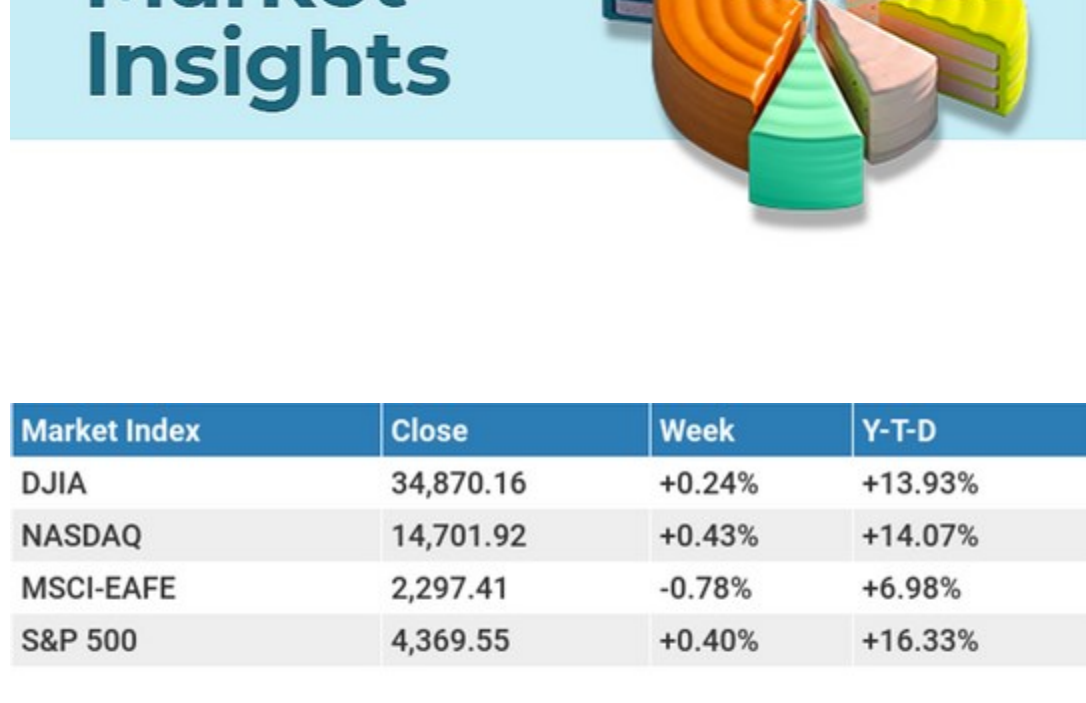 Market
Insights
Market Index Close Week Y-T-D
DJIA 34,870.16 +0.24% +13.93%
NASDAQ 14,701.92 +0.43% +14.07%
MSCI-EAFE 2,297.41 -0.78% +6.98%
S&P 500 4,369.55 +0.40% +16.33%